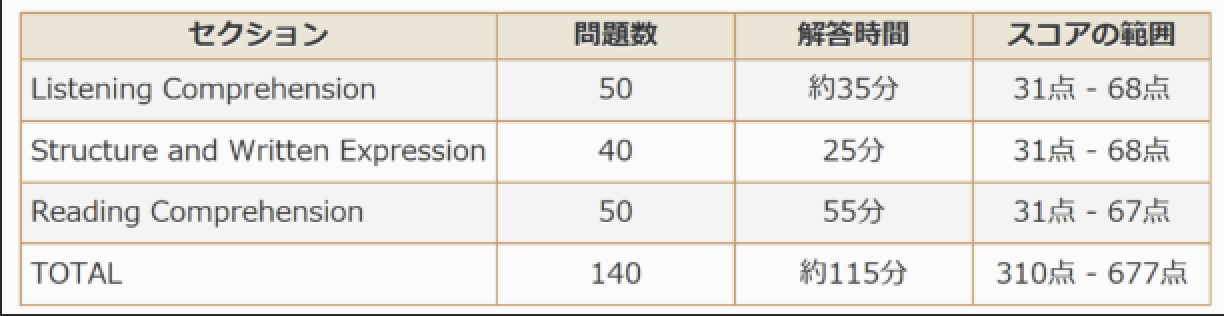 セクション 問題数 解答時間 スコアの範囲
Listening Comprehension 50 約35分 31点 - 68点
Structure and Written Expression 40 25分 31点 - 68点
Reading Comprehension 50 55分 31点 - 67点
TOTAL 140 約115分 310点 - 677点